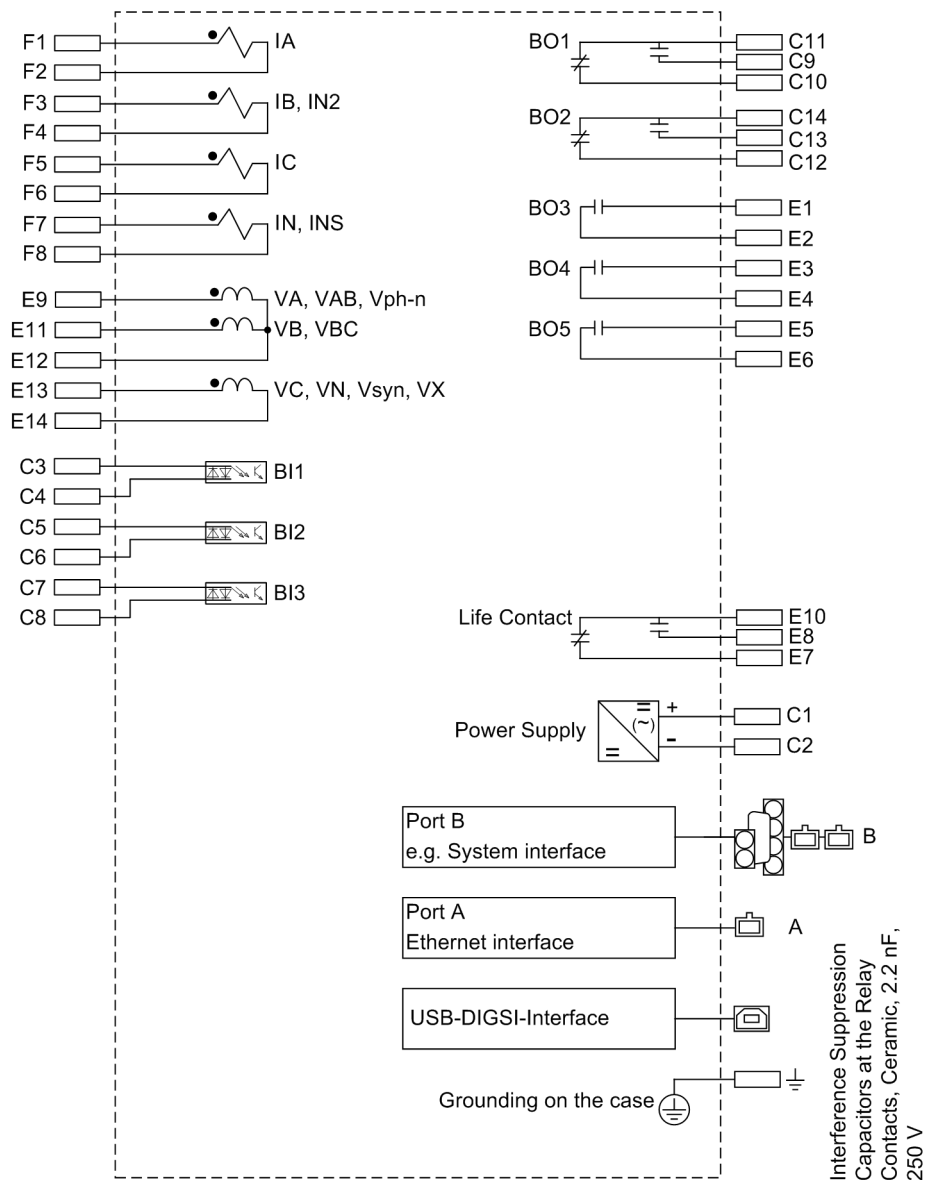 F1
IA
F2
F3
IB, IN2
F4
F5
IC
F6
F7
IN, INS
F8
E9
VA, VAB, Vph-n
E11
VB, VBC
E12
E13
VC, VN, Vsyn, VX
E14
C3
BI1
C4
C5
BI2
C6
C7
BI3
C8
BO1
C11
C9
C10
BO2
C14
C13
C12
BO3
E1
E2
BO4
E3
E4
BO5
E5
E6
Life Contact
E10
E8
E7
Power Supply
=
(~)
=
+
-
C1
C2
Port B
e.g. System interface
B
Port A
Ethernet interface
A
USB-DIGSI-Interface
Grounding on the case
Interference Suppression
Capacitors at the Relay
Contacts, Ceramic, 2.2 nF,
250 V